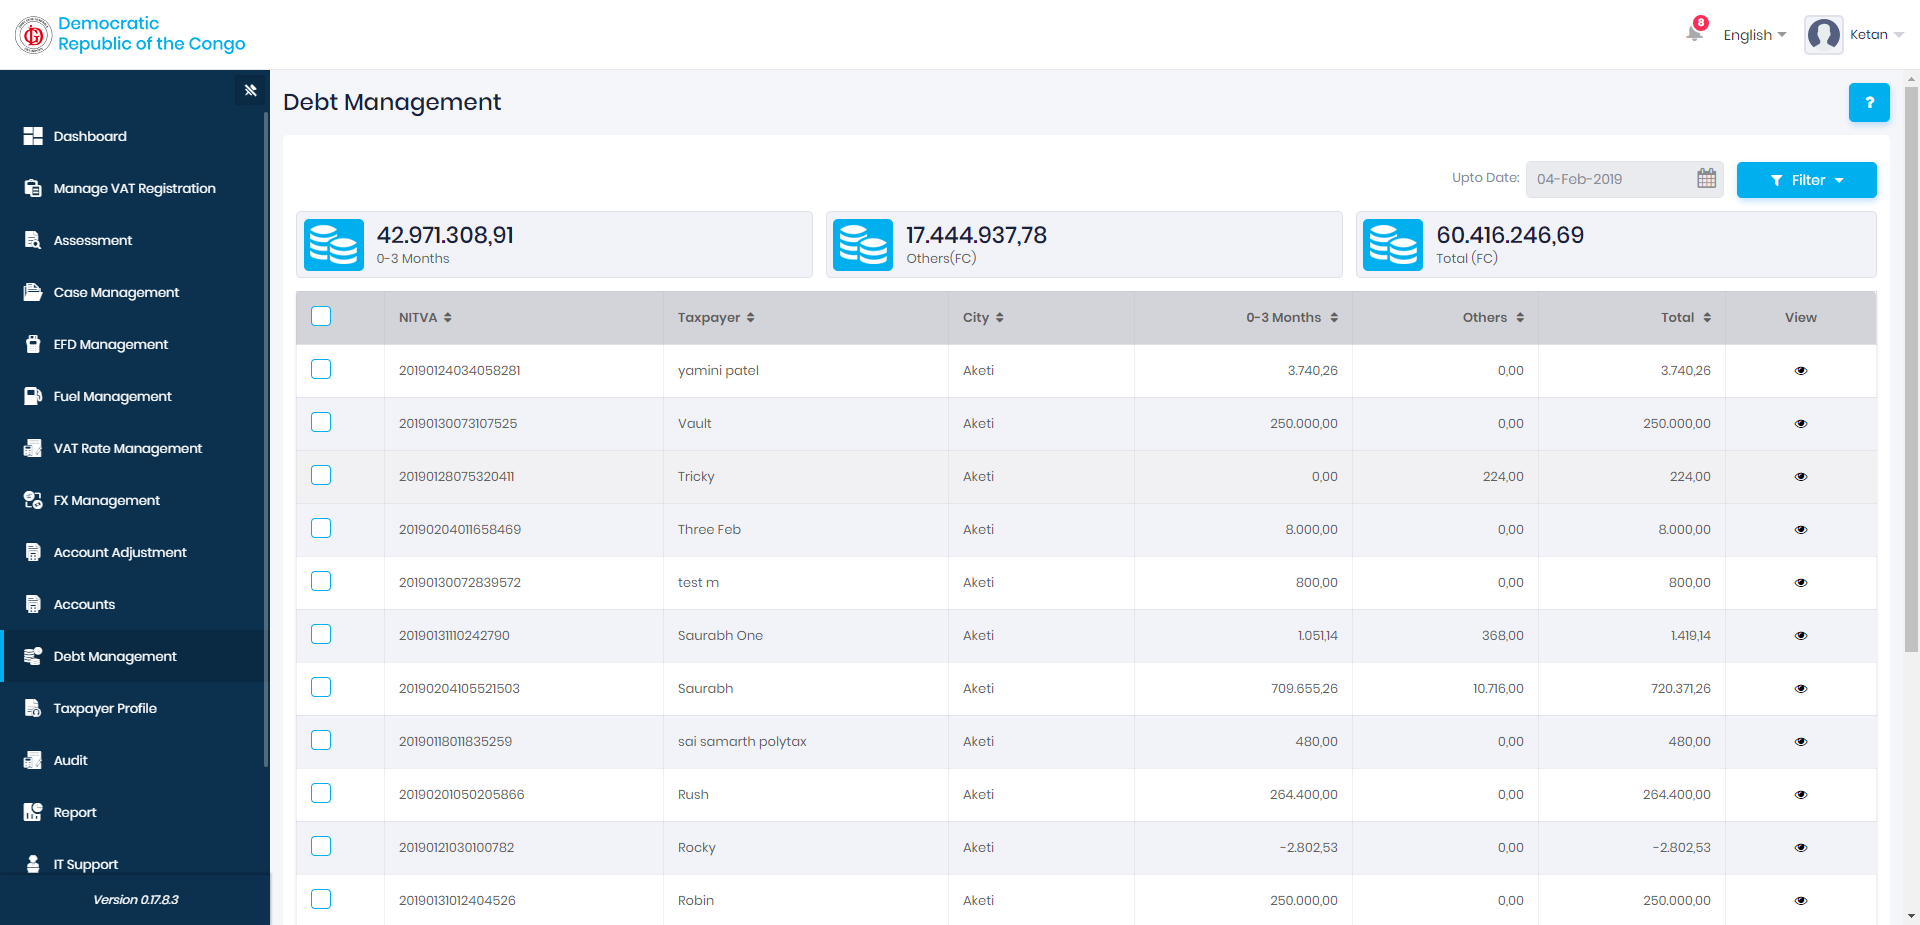 Democratic
Republic of the Congo
8
English
Ketan
Dashboard
Manage VAT Registration
Assessment
Case Management
EFD Management
Fuel Management
VAT Rate Management
FX Management
Account Adjustment
Accounts
Debt Management
Taxpayer Profile
Audit
Report
IT Support
Version 0.17.8.3
Debt Management
?
Upto Date: 04-Feb-2019
Filter
42.971.308,91
0-3 Months
17.444.937,78
Others(FC)
60.416.246,69
Total (FC)
NITVA Taxpayer City 0-3 Months Others Total View
20190124034058281 yamini patel Aketi 3.740,26 0,00 3.740,26
20190130073107525 Vault Aketi 250.000,00 0,00 250.000,00
20190128075320411 Tricky Aketi 0,00 224,00 224,00
20190204011658469 Three Feb Aketi 8.000,00 0,00 8.000,00
20190130072839572 test m Aketi 800,00 0,00 800,00
20190131110242790 Saurabh One Aketi 1.051,14 368,00 1.419,14
20190204105521503 Saurabh Aketi 709.655,26 10.716,00 720.371,26
20190118011835259 sai samarth polytax Aketi 480,00 0,00 480,00
20190201050205866 Rush Aketi 264.400,00 0,00 264.400,00
20190121030100782 Rocky Aketi -2.802,53 0,00 -2.802,53
20190131012404526 Robin Aketi 250.000,00 0,00 250.000,00